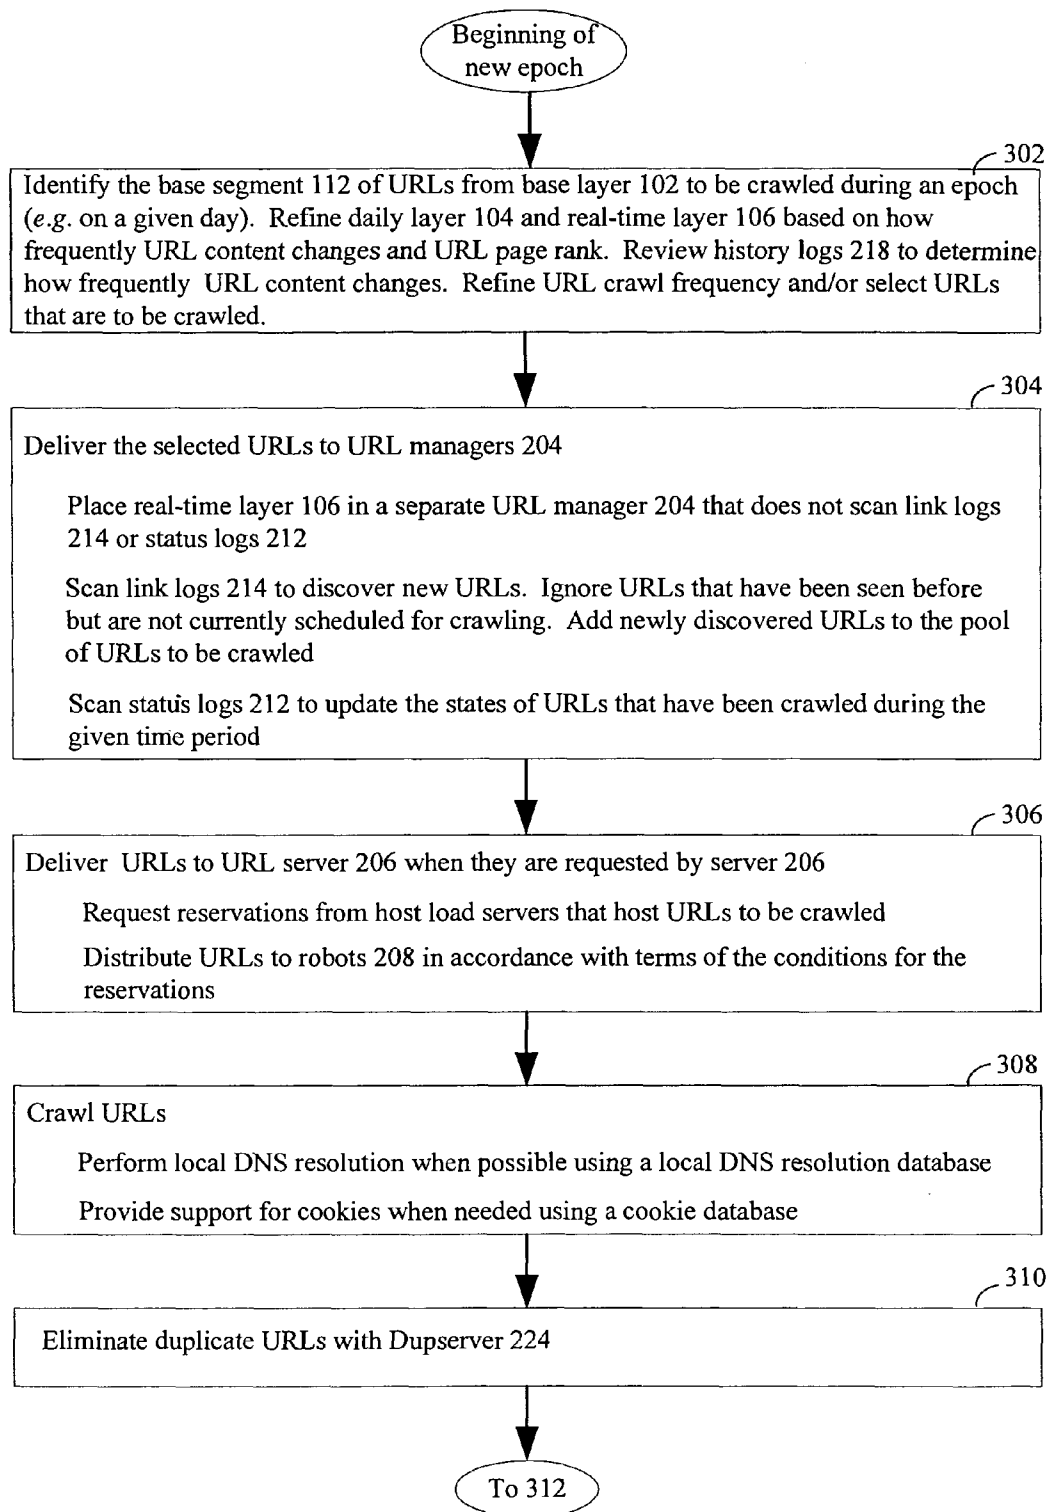 Beginning of
new epoch
302
Identify the base segment 112 of URLs from base layer 102 to be crawled during an epoch
(e.g. on a given day). Refine daily layer 104 and real-time layer 106 based on how
frequently URL content changes and URL page rank. Review history logs 218 to determine
how frequently URL content changes. Refine URL crawl frequency and/or select URLs
that are to be crawled.
304
Deliver the selected URLs to URL managers 204
Place real-time layer 106 in a separate URL manager 204 that does not scan link logs
214 or status logs 212
Scan link logs 214 to discover new URLs. Ignore URLs that have been seen before
but are not currently scheduled for crawling. Add newly discovered URLs to the pool
of URLs to be crawled
Scan status logs 212 to update the states of URLs that have been crawled during the
given time period
306
Deliver URLs to URL server 206 when they are requested by server 206
Request reservations from host load servers that host URLs to be crawled
Distribute URLs to robots 208 in accordance with terms of the conditions for the
reservations
308
Crawl URLs
Perform local DNS resolution when possible using a local DNS resolution database
Provide support for cookies when needed using a cookie database
310
Eliminate duplicate URLs with Dupserver 224
To 312